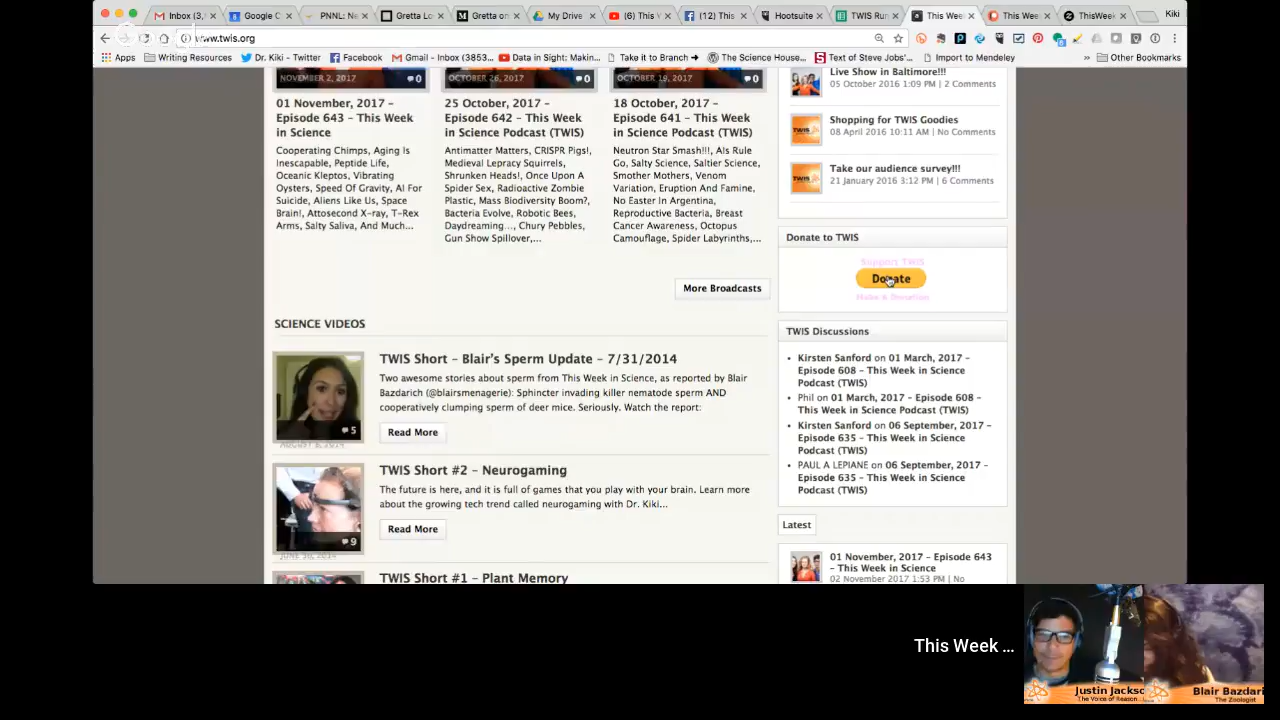 Inbox (3,
Google C
PNNL: Ne
Gretta Lo
Gretta on
My Drive
(6) This V
(12) This
Hootsuite
TWIS Run
This Wee
This Wee
ThisWeek
Kiki
www.twis.org
Apps
Writing Resources
Dr. Kiki - Twitter
Facebook
Gmail - Inbox (3853...
Data in Sight: Makin...
Take it to Branch →
The Science House...
Text of Steve Jobs'...
Import to Mendeley
»
Other Bookmarks
NOVEMBER 2, 2017 0
OCTOBER 26, 2017 0
OCTOBER 19, 2017 0
01 November, 2017 –
Episode 643 – This Week
in Science
Cooperating Chimps, Aging Is
Inescapable, Peptide Life,
Oceanic Kleptos, Vibrating
Oysters, Speed Of Gravity, AI For
Suicide, Aliens Like Us, Space
Brain!, Attosecond X-ray, T-Rex
Arms, Salty Saliva, And Much...
25 October, 2017 –
Episode 642 – This Week
in Science Podcast (TWIS)
Antimatter Matters, CRISPR Pigs!,
Medieval Lepracy Squirrels,
Shrunken Heads!, Once Upon A
Spider Sex, Radioactive Zombie
Plastic, Mass Biodiversity Boom?,
Bacteria Evolve, Robotic Bees,
Daydreaming..., Chury Pebbles,
Gun Show Spillover,...
18 October, 2017 –
Episode 641 – This Week
in Science Podcast (TWIS)
Neutron Star Smash!!!, AIs Rule
Go, Salty Science, Saltier Science,
Smother Mothers, Venom
Variation, Eruption And Famine,
No Easter In Argentina,
Reproductive Bacteria, Breast
Cancer Awareness, Octopus
Camouflage, Spider Labyrinths,...
More Broadcasts
SCIENCE VIDEOS
TWIS Short – Blair's Sperm Update – 7/31/2014
Two awesome stories about sperm from This Week in Science, as reported by Blair
Bazdarich (@blairsmenagerie): Sphincter invading killer nematode sperm AND
cooperatively clumping sperm of deer mice. Seriously. Watch the report:
5
Read More
TWIS Short #2 – Neurogaming
The future is here, and it is full of games that you play with your brain. Learn more
about the growing tech trend called neurogaming with Dr. Kiki...
9
Read More
TWIS Short #1 – Plant Memory
Live Show in Baltimore!!!
05 October 2016 1:09 PM | 2 Comments
TWIS
Shopping for TWIS Goodies
08 April 2016 10:11 AM | No Comments
TWIS
Take our audience survey!!!
21 January 2016 3:12 PM | 6 Comments
Donate to TWIS
Support TWIS
Donate
Make a Donation
TWIS Discussions
• Kirsten Sanford on 01 March, 2017 –
Episode 608 – This Week in Science
Podcast (TWIS)
• Phil on 01 March, 2017 – Episode 608 –
This Week in Science Podcast (TWIS)
• Kirsten Sanford on 06 September, 2017 –
Episode 635 – This Week in Science
Podcast (TWIS)
• PAUL A LEPIANE on 06 September, 2017 –
Episode 635 – This Week in Science
Podcast (TWIS)
Latest
01 November, 2017 – Episode 643
– This Week in Science
02 November 2017 1:53 PM | No
This Week ...
Justin Jackso
The Voice of Reason
Blair Bazdari
The Zoologist